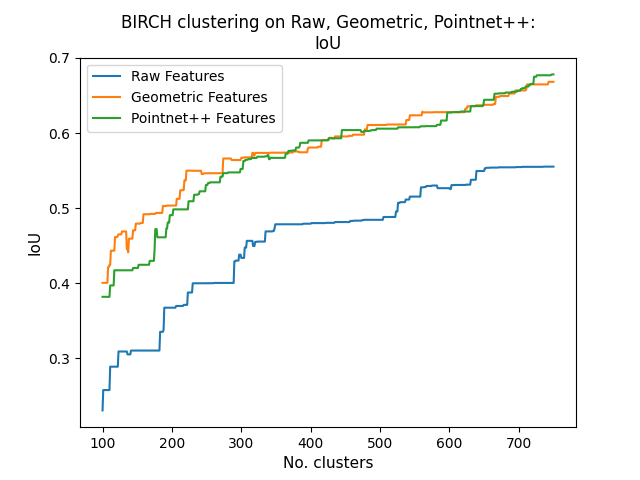 BIRCH clustering on Raw, Geometric, Pointnet++:
IoU
0.7
0.6
0.5
0.4
0.3
IoU
Raw Features
Geometric Features
Pointnet++ Features
100 200 300 400 500 600 700
No. clusters